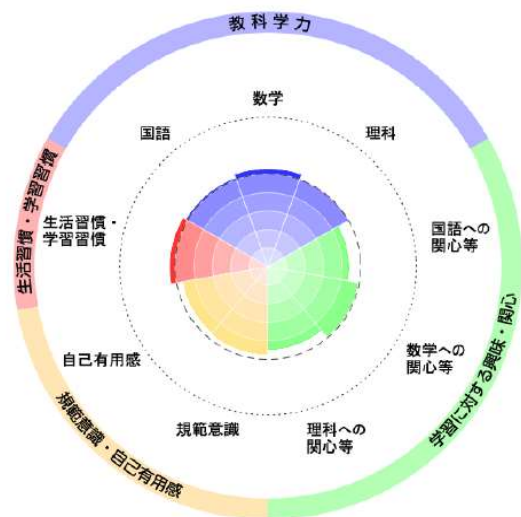 教科学力
数学
国語
理科
生活習慣・学習習慣
生活習慣・
学習習慣
国語への
関心等
自己有用感
数学への
関心等
規範意識
理科への
関心等
学習に対する興味・関心
規範意識・自己有用感